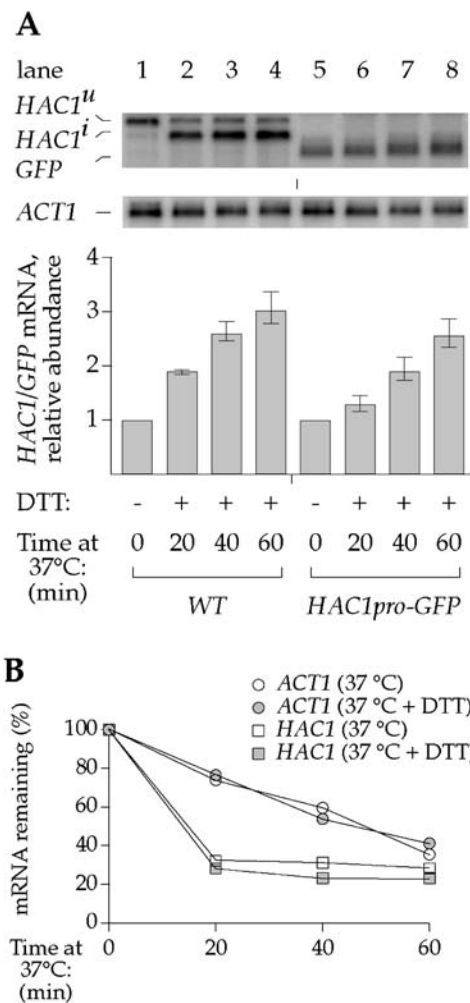 A
lane 1 2 3 4 5 6 7 8
HAC1ᵘ
HAC1ⁱ
GFP
ACT1
HAC1/GFP mRNA,
relative abundance
4
3
2
1
DTT: - + + + - + + +
Time at 0 20 40 60 0 20 40 60
37°C:
(min)
WT HAC1pro-GFP
B
ACT1 (37 °C)
ACT1 (37 °C + DTT)
HAC1 (37 °C)
HAC1 (37 °C + DTT)
mRNA remaining (%)
100
80
60
40
20
0
Time at 0 20 40 60
37°C:
(min)